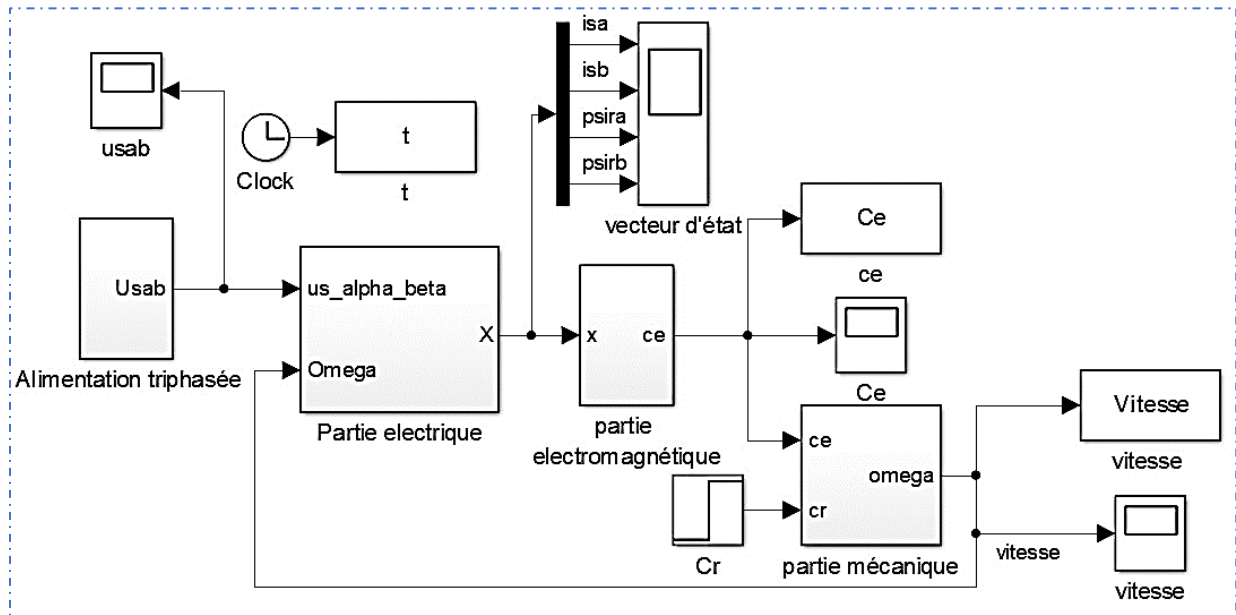 usab
Clock
t
t
isa
isb
psira
psirb
vecteur d'état
Usab
Alimentation triphasée
us_alpha_beta
Omega
X
Partie electrique
x
ce
partie
electromagnétique
Ce
ce
Ce
Cr
ce
cr
omega
partie mécanique
Vitesse
vitesse
vitesse
vitesse